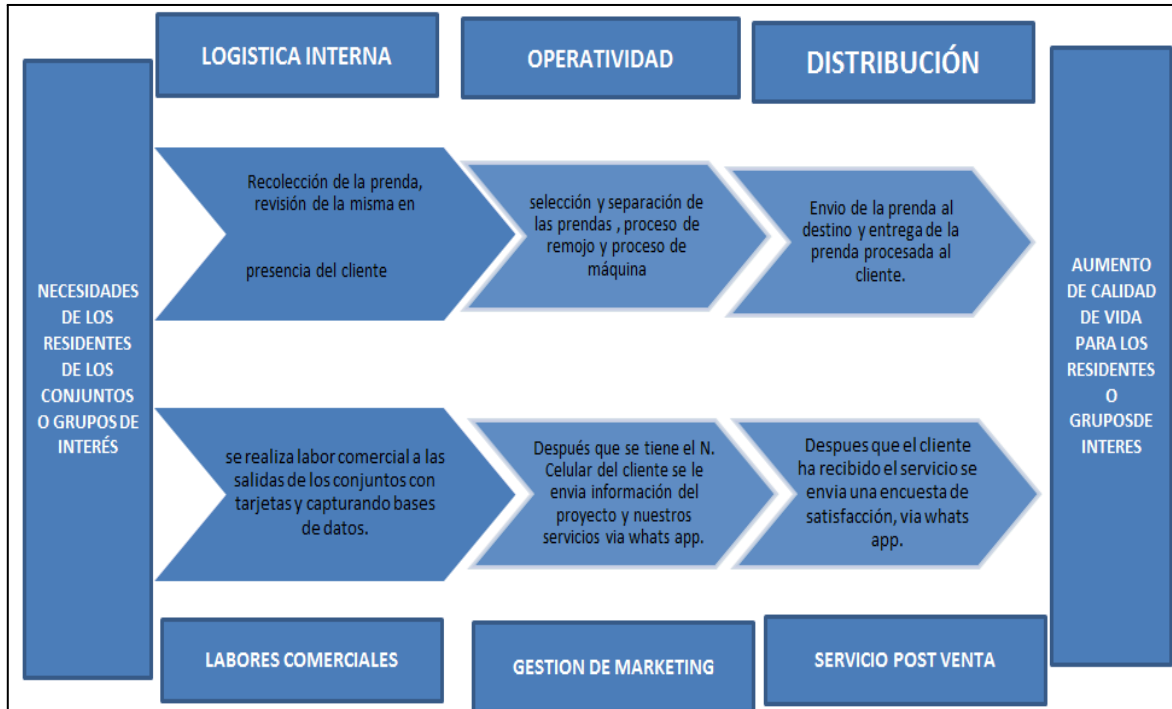 LOGISTICA INTERNA
OPERATIVIDAD
DISTRIBUCIÓN
NECESIDADES
DE LOS
RESIDENTES
DE LOS
CONJUNTOS
O GRUPOS DE
INTERÉS
Recolección de la prenda,
revisión de la misma en
presencia del cliente
selección y separación de
las prendas , proceso de
remojo y proceso de
máquina
Envio de la prenda al
destino y entrega de la
prenda procesada al
cliente.
se realiza labor comercial a las
salidas de los conjuntos con
tarjetas y capturando bases
de datos.
Después que se tiene el N.
Celular del cliente se le
envia información del
proyecto y nuestros
servicios via whats app.
Despues que el cliente
ha recibido el servicio se
envia una encuesta de
satisfacción, via whats
app.
AUMENTO
DE CALIDAD
DE VIDA
PARA LOS
RESIDENTES
O
GRUPOSDE
INTERES
LABORES COMERCIALES
GESTION DE MARKETING
SERVICIO POST VENTA